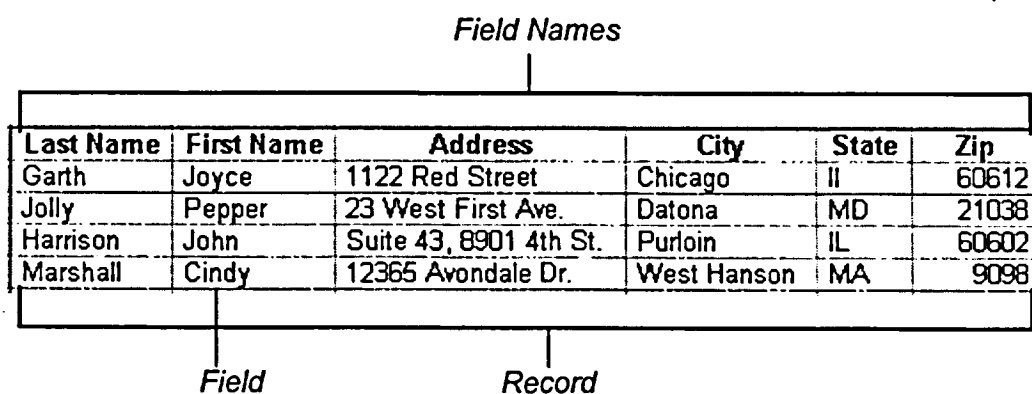 Field Names
Last Name First Name Address City State Zip
Garth Joyce 1122 Red Street Chicago Il 60612
Jolly Pepper 23 West First Ave. Datona MD 21038
Harrison John Suite 43, 8901 4th St. Purloin IL 60602
Marshall Cindy 12365 Avondale Dr. West Hanson MA 9098
Field Record